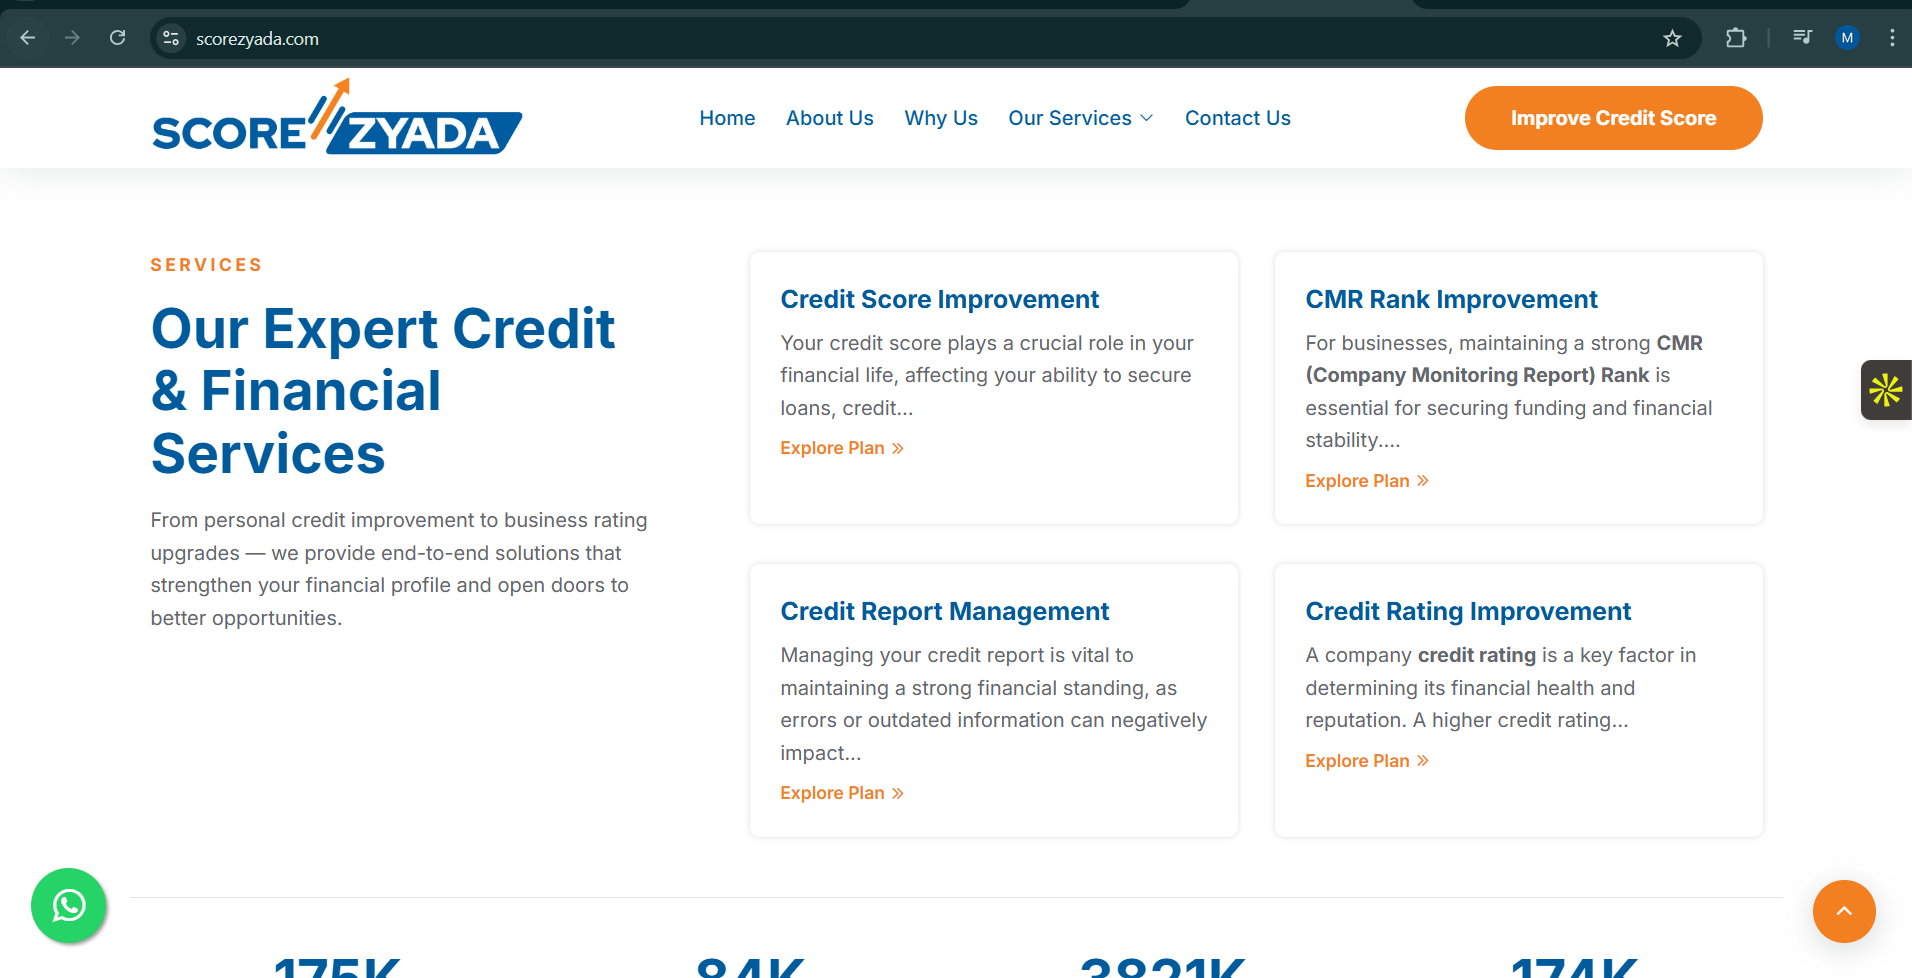 scorezyada.com
M
SCORE ZYADA
Home
About Us
Why Us
Our Services
Contact Us
Improve Credit Score
SERVICES
Our Expert Credit
& Financial
Services
From personal credit improvement to business rating
upgrades — we provide end-to-end solutions that
strengthen your financial profile and open doors to
better opportunities.
Credit Score Improvement
Your credit score plays a crucial role in your
financial life, affecting your ability to secure
loans, credit...
Explore Plan
CMR Rank Improvement
For businesses, maintaining a strong CMR
(Company Monitoring Report) Rank is
essential for securing funding and financial
stability....
Explore Plan
Credit Report Management
Managing your credit report is vital to
maintaining a strong financial standing, as
errors or outdated information can negatively
impact...
Explore Plan
Credit Rating Improvement
A company credit rating is a key factor in
determining its financial health and
reputation. A higher credit rating...
Explore Plan
175K
84K
3821K
174K